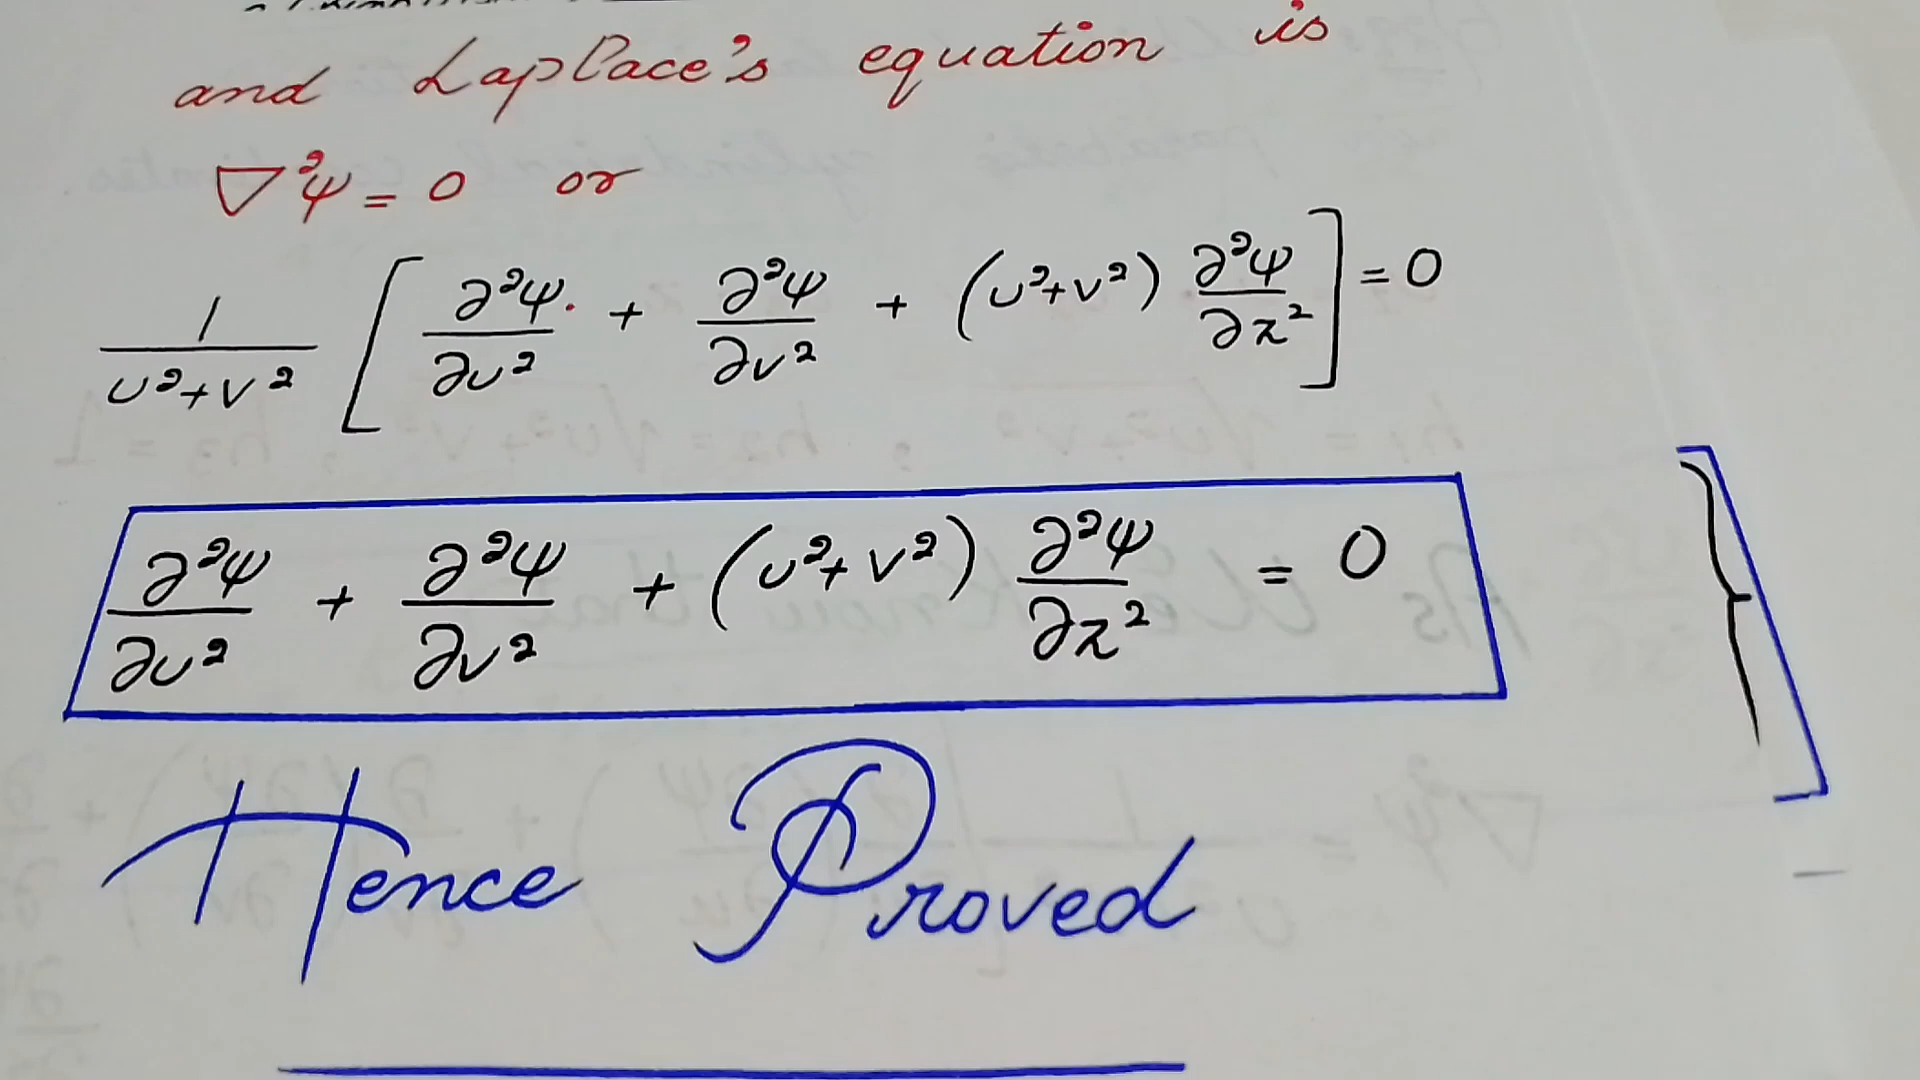 and Laplace's equation is
∇²ψ = 0 or
1/(u²+v²) [ ∂²ψ/∂u² + ∂²ψ/∂v² + (u²+v²) ∂²ψ/∂z² ] = 0
∂²ψ/∂u² + ∂²ψ/∂v² + (u²+v²) ∂²ψ/∂z² = 0
Hence Proved